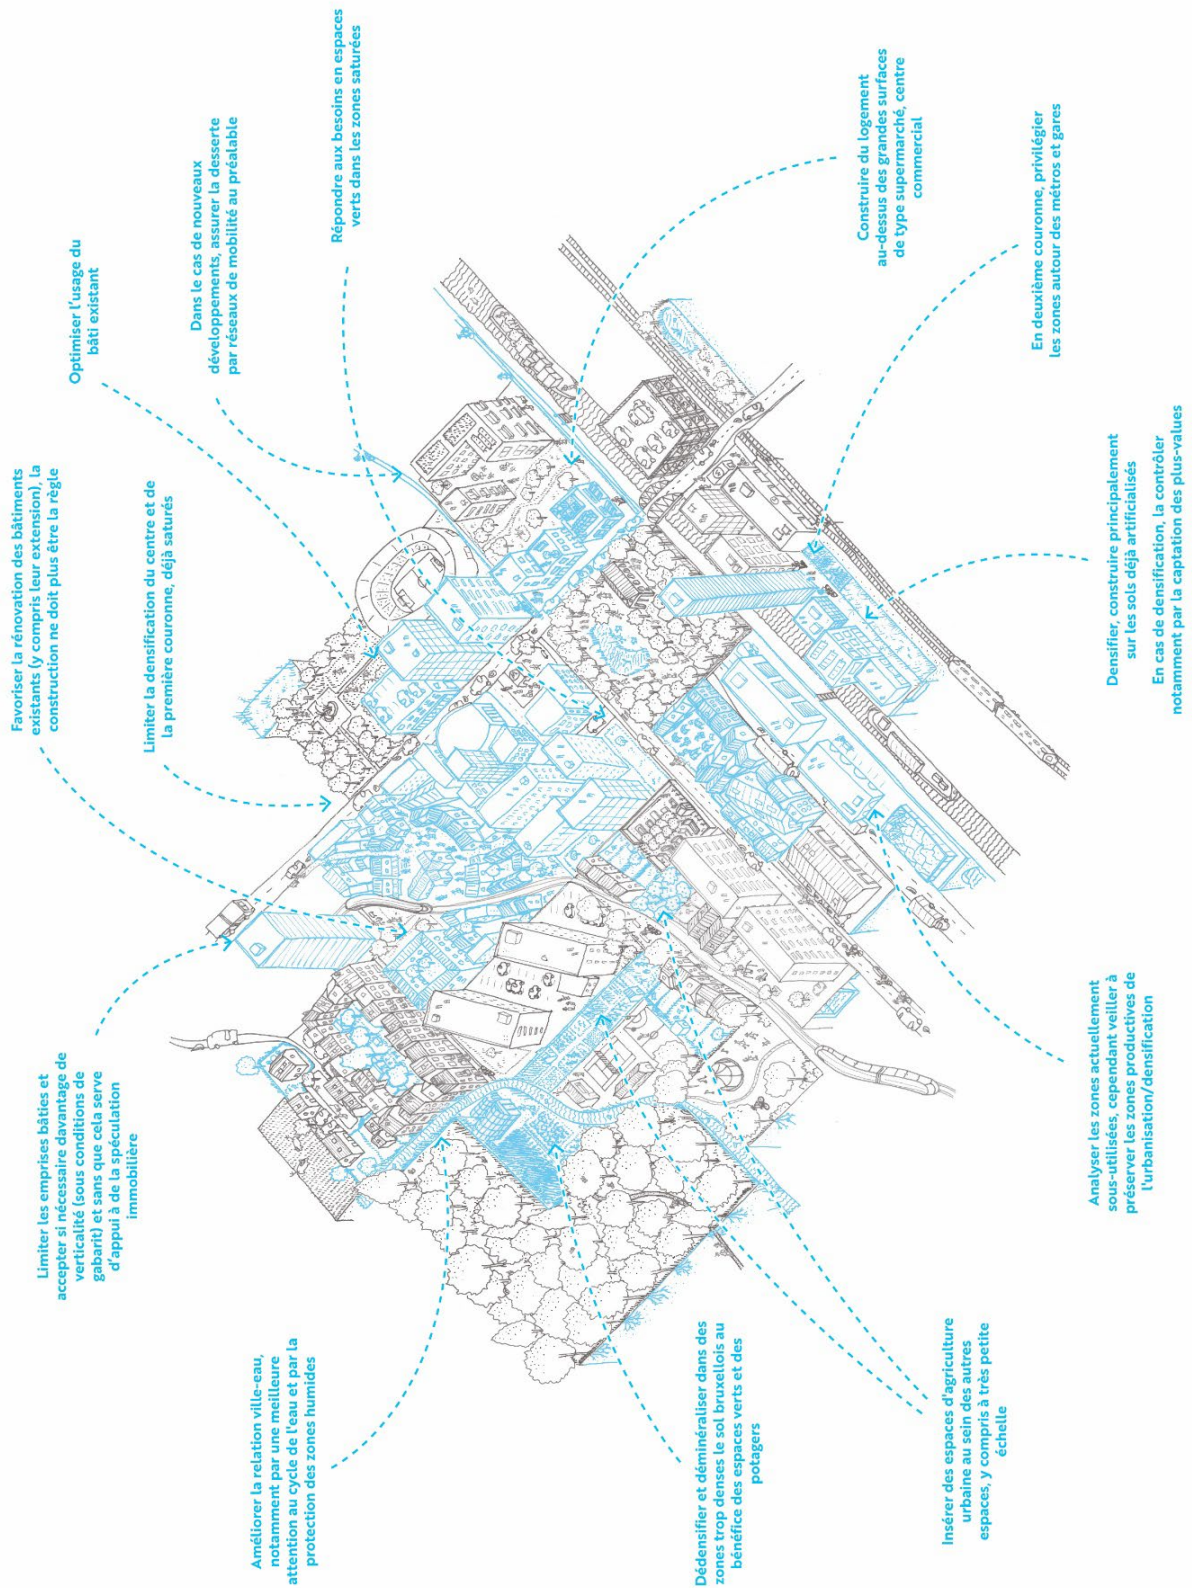 Améliorer la relation ville-eau,
notamment par une meilleure
attention au cycle de l'eau et par la
protection des zones humides
Limiter les emprises bâties et
accepter si nécessaire davantage de
verticalité (sous conditions de
gabarit) et sans que cela serve
d'appui à de la spéculation
immobilière
Favoriser la rénovation des bâtiments
existants (y compris leur extension), la
construction ne doit plus être la règle
Limiter la densification du centre et de
la première couronne, déjà saturés
Optimiser l'usage du
bâti existant
Dans le cas de nouveaux
développements, assurer la desserte
par réseaux de mobilité au préalable
Répondre aux besoins en espaces
verts dans les zones saturées
Dédensifier et déminéraliser dans des
zones trop denses le sol bruxellois au
bénéfice des espaces verts et des
potagers
Insérer des espaces d'agriculture
urbaine au sein des autres
espaces, y compris à très petite
échelle
Analyser les zones actuellement
sous-utilisées, cependant veiller à
préserver les zones productives de
l'urbanisation/densification
Densifier, construire principalement
sur les sols déjà artificialisés
En cas de densification, la contrôler
notamment par la captation des plus-values
En deuxième couronne, privilégier
les zones autour des métros et gares
Construire du logement
au-dessus des grandes surfaces
de type supermarché, centre
commercial